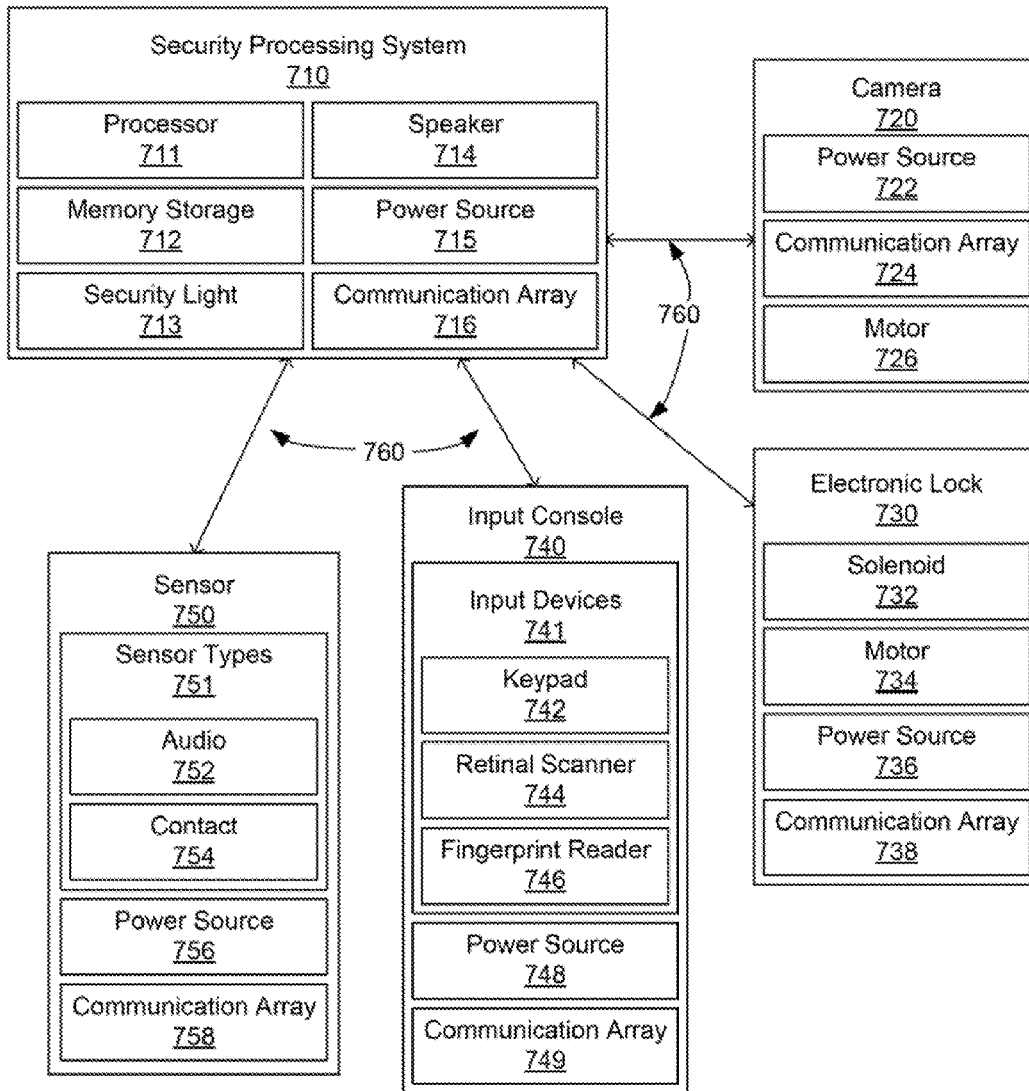 Security Processing System
710
Processor
711
Speaker
714
Memory Storage
712
Power Source
715
Security Light
713
Communication Array
716
Camera
720
Power Source
722
Communication Array
724
Motor
726
760
760
Electronic Lock
730
Solenoid
732
Motor
734
Power Source
736
Communication Array
738
Input Console
740
Input Devices
741
Keypad
742
Retinal Scanner
744
Fingerprint Reader
746
Power Source
748
Communication Array
749
Sensor
750
Sensor Types
751
Audio
752
Contact
754
Power Source
756
Communication Array
758